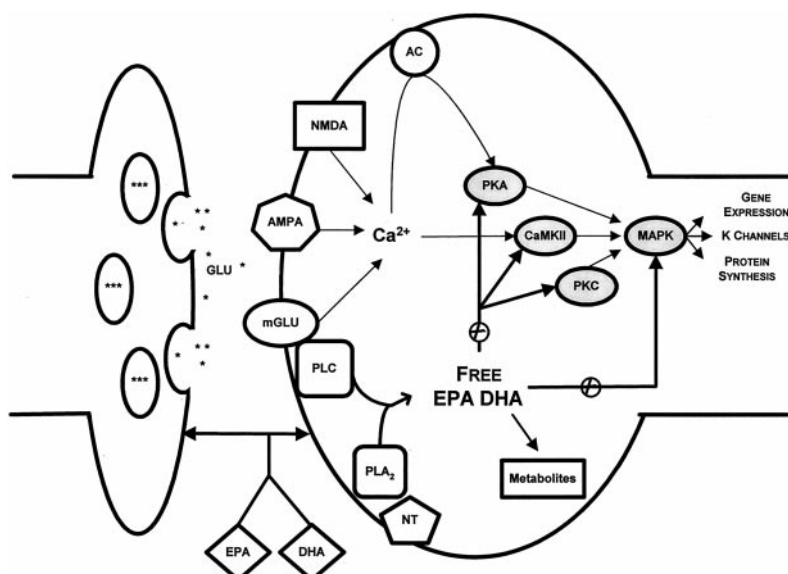 AC
NMDA
***
PKA
GENE
EXPRESSION
* * *
*
AMPA
Ca2+
CaMKII
MAPK
K CHANNELS
GLU *
*
PROTEIN
SYNTHESIS
***
*
PKC
mGLU
* * *
*
PLC
FREE
EPA DHA
***
PLA2
Metabolites
NT
EPA
DHA